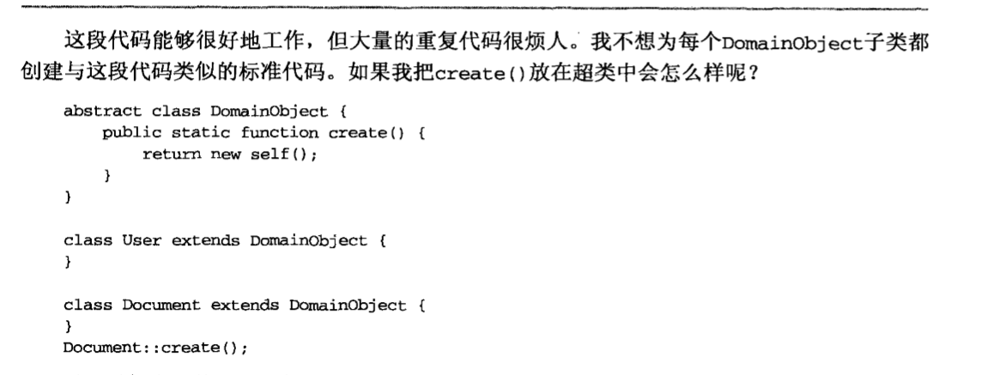 这段代码能够很好地工作，但大量的重复代码很烦人。我不想为每个DomainObject子类都
创建与这段代码类似的标准代码。如果我把create()放在超类中会怎么样呢？
abstract class DomainObject {
    public static function create() {
        return new self();
    }
}
class User extends DomainObject {
}
class Document extends DomainObject {
}
Document::create();